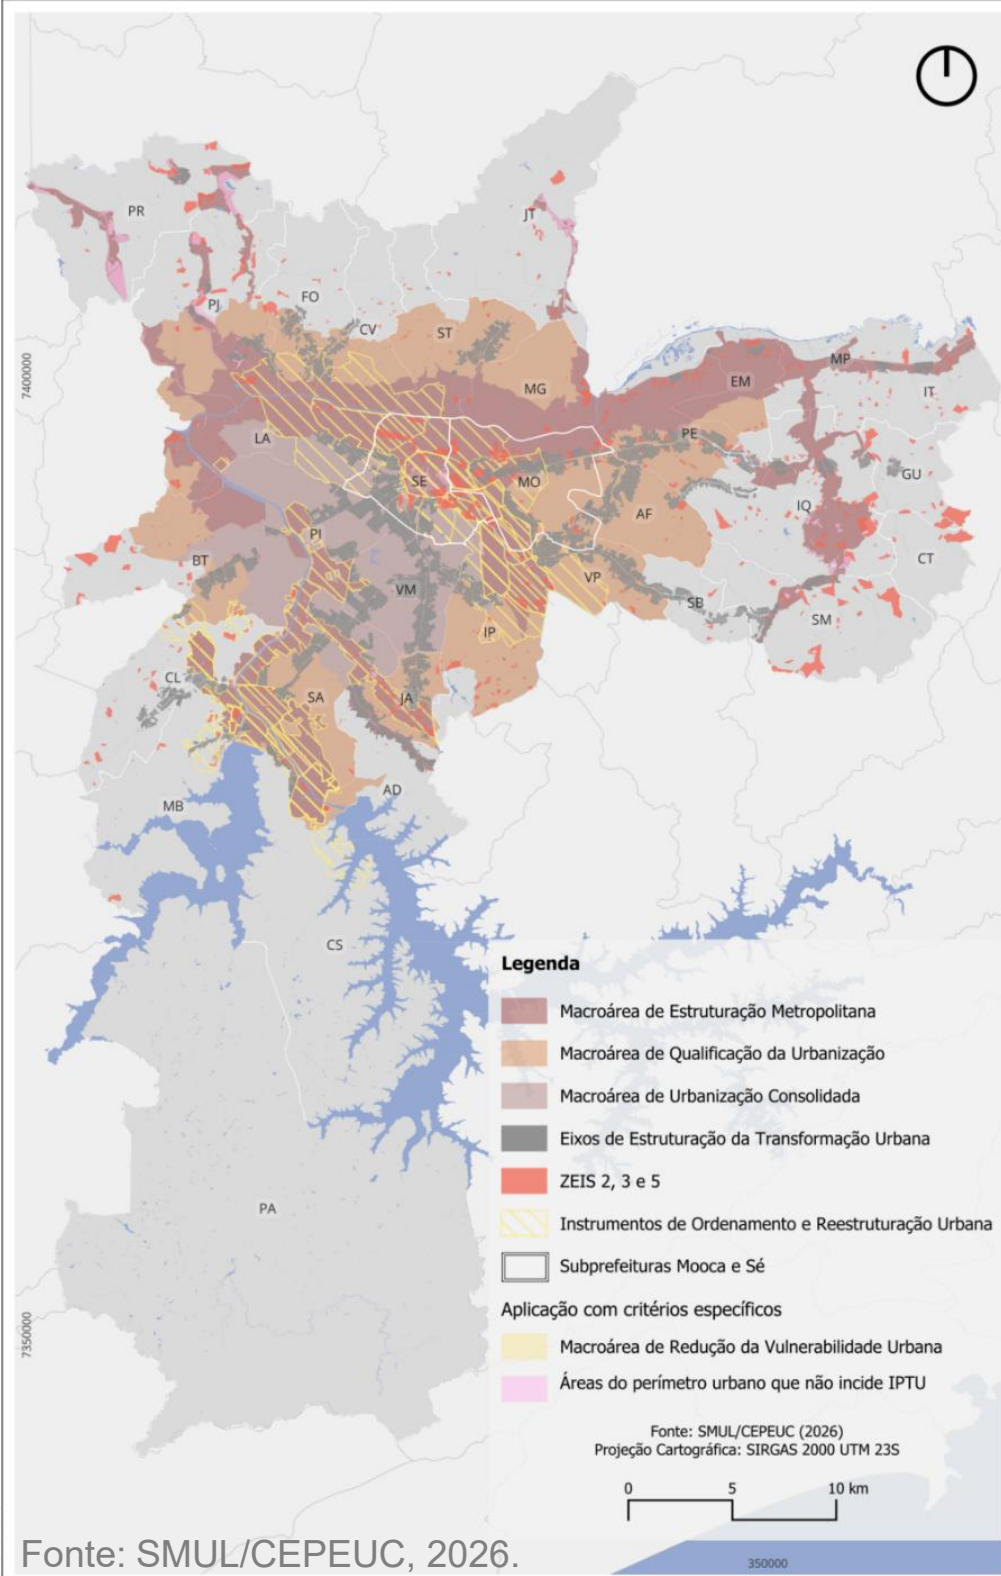 PR
JT
PJ
FO
CV
ST
7400000
MG
EM
MP
IT
LA
PE
SE
MO
GU
IQ
AF
PI
BT
CT
VM
VP
SB
SM
IP
CL
SA
JA
AD
MB
CS
PA
7350000
Legenda
Macroárea de Estruturação Metropolitana
Macroárea de Qualificação da Urbanização
Macroárea de Urbanização Consolidada
Eixos de Estruturação da Transformação Urbana
ZEIS 2, 3 e 5
Instrumentos de Ordenamento e Reestruturação Urbana
Subprefeituras Mooca e Sé
Aplicação com critérios específicos
Macroárea de Redução da Vulnerabilidade Urbana
Áreas do perímetro urbano que não incide IPTU
Fonte: SMUL/CEPEUC (2026)
Projeção Cartográfica: SIRGAS 2000 UTM 23S
0 5 10 km
Fonte: SMUL/CEPEUC, 2026.
350000